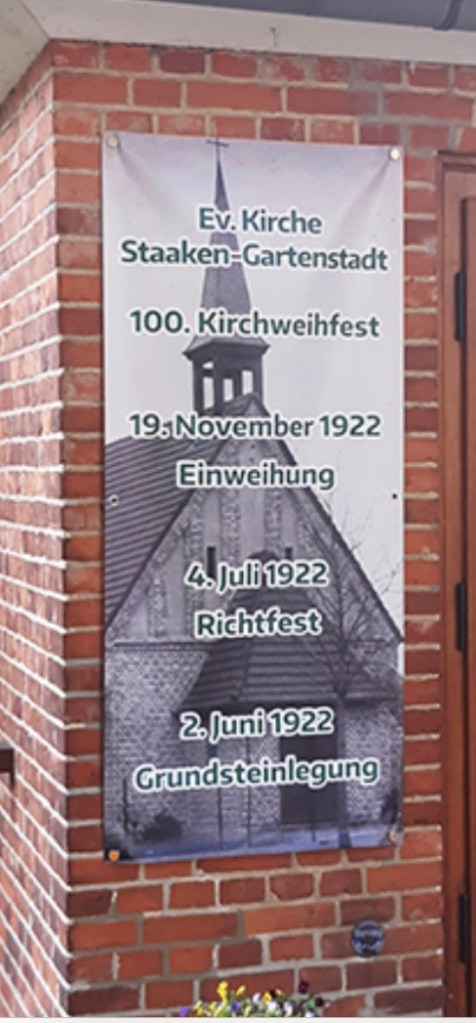 Ev. Kirche
Staaken-Gartenstadt
100. Kirchweihfest
19. November 1922
Einweihung
4. Juli 1922
Richtfest
2. Juni 1922
Grundsteinlegung